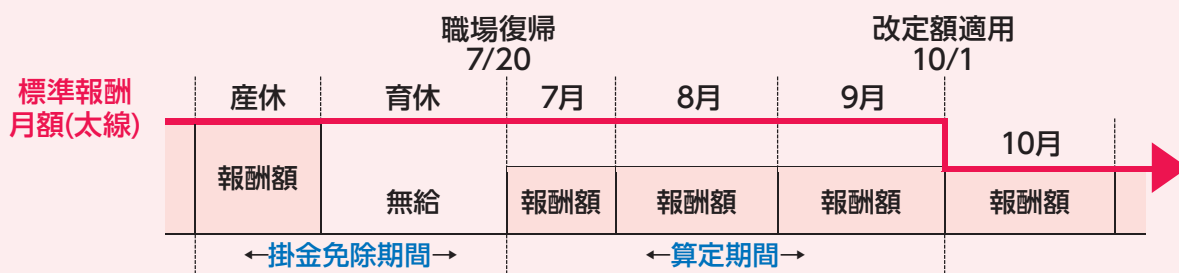 職場復帰
7/20
改定額適用
10/1
標準報酬
月額(太線)
産休
育休
7月
8月
9月
10月
報酬額
無給
報酬額
報酬額
報酬額
報酬額
←掛金免除期間→
←算定期間→